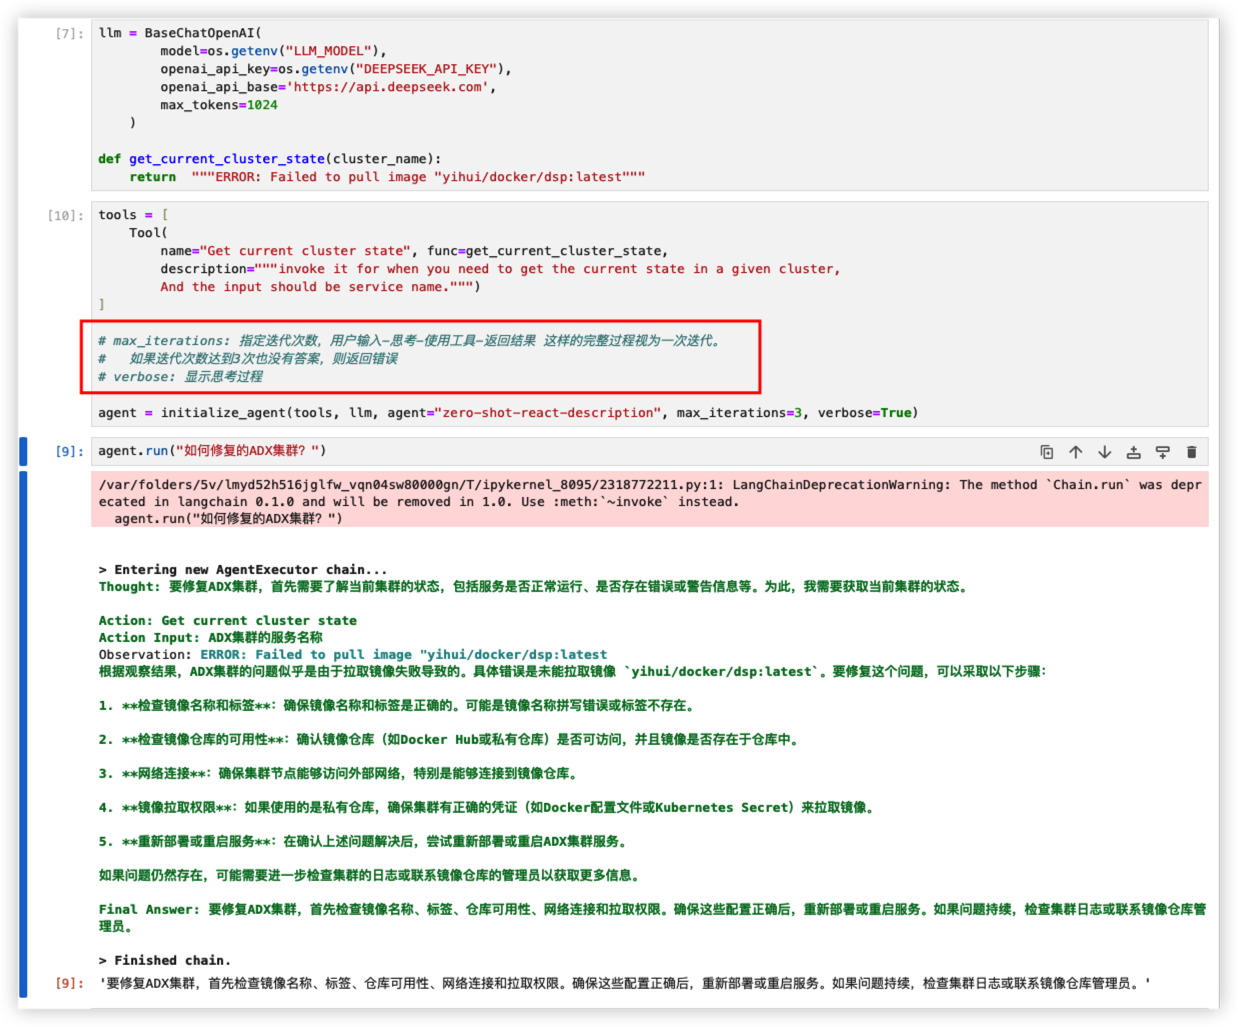 [7]: llm = BaseChatOpenAI(
        model=os.getenv("LLM_MODEL"),
        openai_api_key=os.getenv("DEEPSEEK_API_KEY"),
        openai_api_base='https://api.deepseek.com',
        max_tokens=1024
    )
def get_current_cluster_state(cluster_name):
    return  """ERROR: Failed to pull image "yihui/docker/dsp:latest"""
[10]: tools = [
    Tool(
        name="Get current cluster state", func=get_current_cluster_state,
        description="""invoke it for when you need to get the current state in a given cluster,
        And the input should be service name.""")
]
# max_iterations: 指定迭代次数，用户输入-思考-使用工具-返回结果 这样的完整过程视为一次迭代。
#   如果迭代次数达到3次也没有答案，则返回错误
# verbose: 显示思考过程
agent = initialize_agent(tools, llm, agent="zero-shot-react-description", max_iterations=3, verbose=True)
[9]: agent.run("如何修复的ADX集群？")
/var/folders/5v/lmyd52h516jglfw_vqn04sw80000gn/T/ipykernel_8095/2318772211.py:1: LangChainDeprecationWarning: The method `Chain.run` was depr
ecated in langchain 0.1.0 and will be removed in 1.0. Use :meth:`~invoke` instead.
  agent.run("如何修复的ADX集群？")
> Entering new AgentExecutor chain...
Thought: 要修复ADX集群，首先需要了解当前集群的状态，包括服务是否正常运行、是否存在错误或警告信息等。为此，我需要获取当前集群的状态。
Action: Get current cluster state
Action Input: ADX集群的服务名称
Observation: ERROR: Failed to pull image "yihui/docker/dsp:latest
根据观察结果，ADX集群的问题似乎是由于拉取镜像失败导致的。具体错误是未能拉取镜像 `yihui/docker/dsp:latest`。要修复这个问题，可以采取以下步骤：
1. **检查镜像名称和标签**：确保镜像名称和标签是正确的。可能是镜像名称拼写错误或标签不存在。
2. **检查镜像仓库的可用性**：确认镜像仓库（如Docker Hub或私有仓库）是否可访问，并且镜像是否存在于仓库中。
3. **网络连接**：确保集群节点能够访问外部网络，特别是能够连接到镜像仓库。
4. **镜像拉取权限**：如果使用的是私有仓库，确保集群有正确的凭证（如Docker配置文件或Kubernetes Secret）来拉取镜像。
5. **重新部署或重启服务**：在确认上述问题解决后，尝试重新部署或重启ADX集群服务。
如果问题仍然存在，可能需要进一步检查集群的日志或联系镜像仓库的管理员以获取更多信息。
Final Answer: 要修复ADX集群，首先检查镜像名称、标签、仓库可用性、网络连接和拉取权限。确保这些配置正确后，重新部署或重启服务。如果问题持续，检查集群日志或联系镜像仓库管
理员。
> Finished chain.
[9]: '要修复ADX集群，首先检查镜像名称、标签、仓库可用性、网络连接和拉取权限。确保这些配置正确后，重新部署或重启服务。如果问题持续，检查集群日志或联系镜像仓库管理员。'